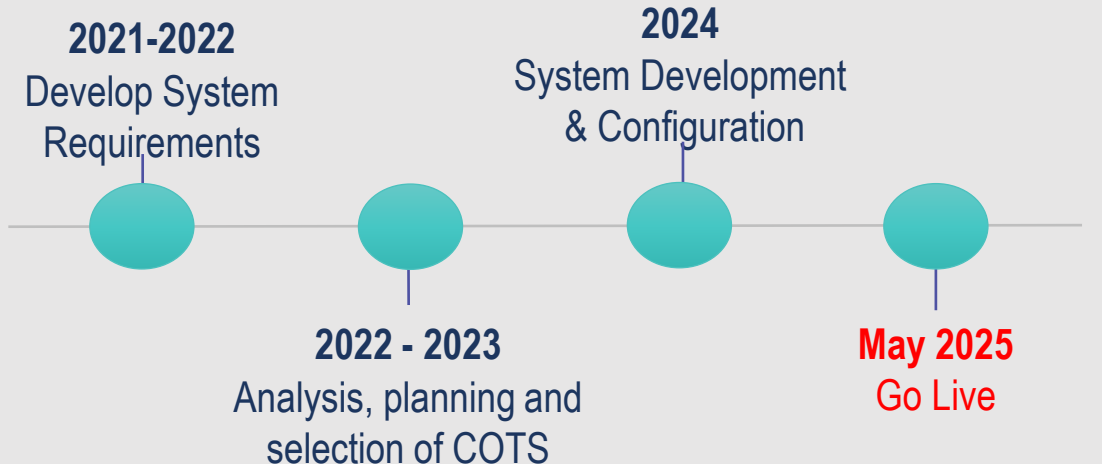 2021-2022
Develop System
Requirements
2022 - 2023
Analysis, planning and
selection of COTS
2024
System Development
& Configuration
May 2025
Go Live